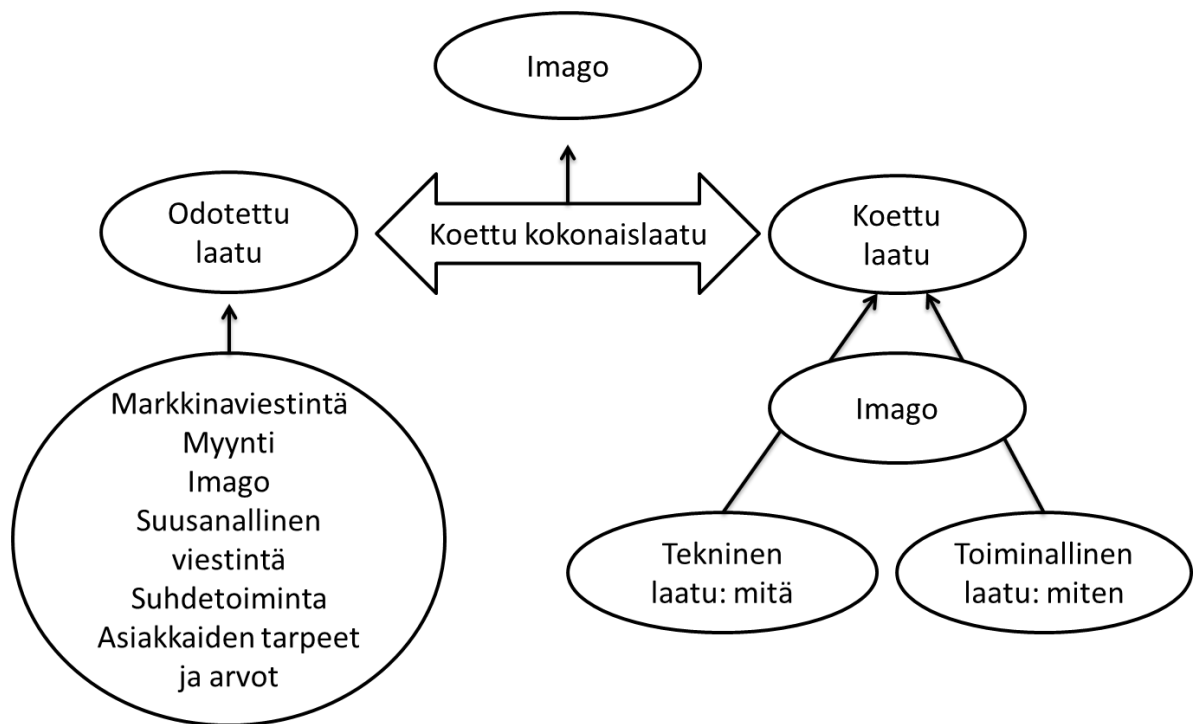 Imago
Odotettu
laatu
Koettu kokonaislaatu
Koettu
laatu
Markkinaviestintä
Myynti
Imago
Suusanallinen
viestintä
Suhdetoiminta
Asiakkaiden tarpeet
ja arvot
Imago
Tekninen
laatu: mitä
Toiminallinen
laatu: miten